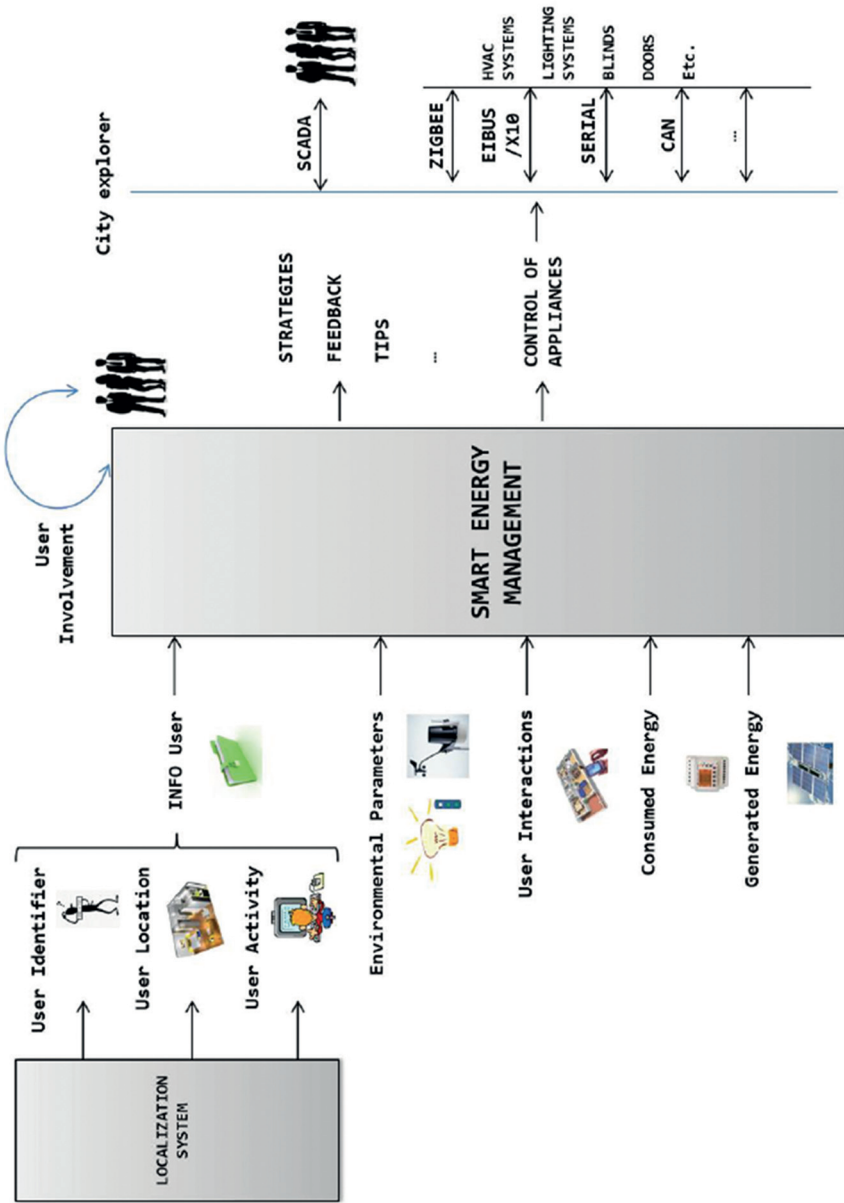 LOCALIZATION
SYSTEM
User Identifier
User Location
User Activity
INFO User
Environmental Parameters
User Interactions
Consumed Energy
Generated Energy
User
Involvement
SMART ENERGY
MANAGEMENT
STRATEGIES
FEEDBACK
TIPS
…
CONTROL OF
APPLIANCES
City explorer
SCADA
ZIGBEE
EIBUS
/X10
SERIAL
CAN
…
HVAC
SYSTEMS
LIGHTING
SYSTEMS
BLINDS
DOORS
Etc.